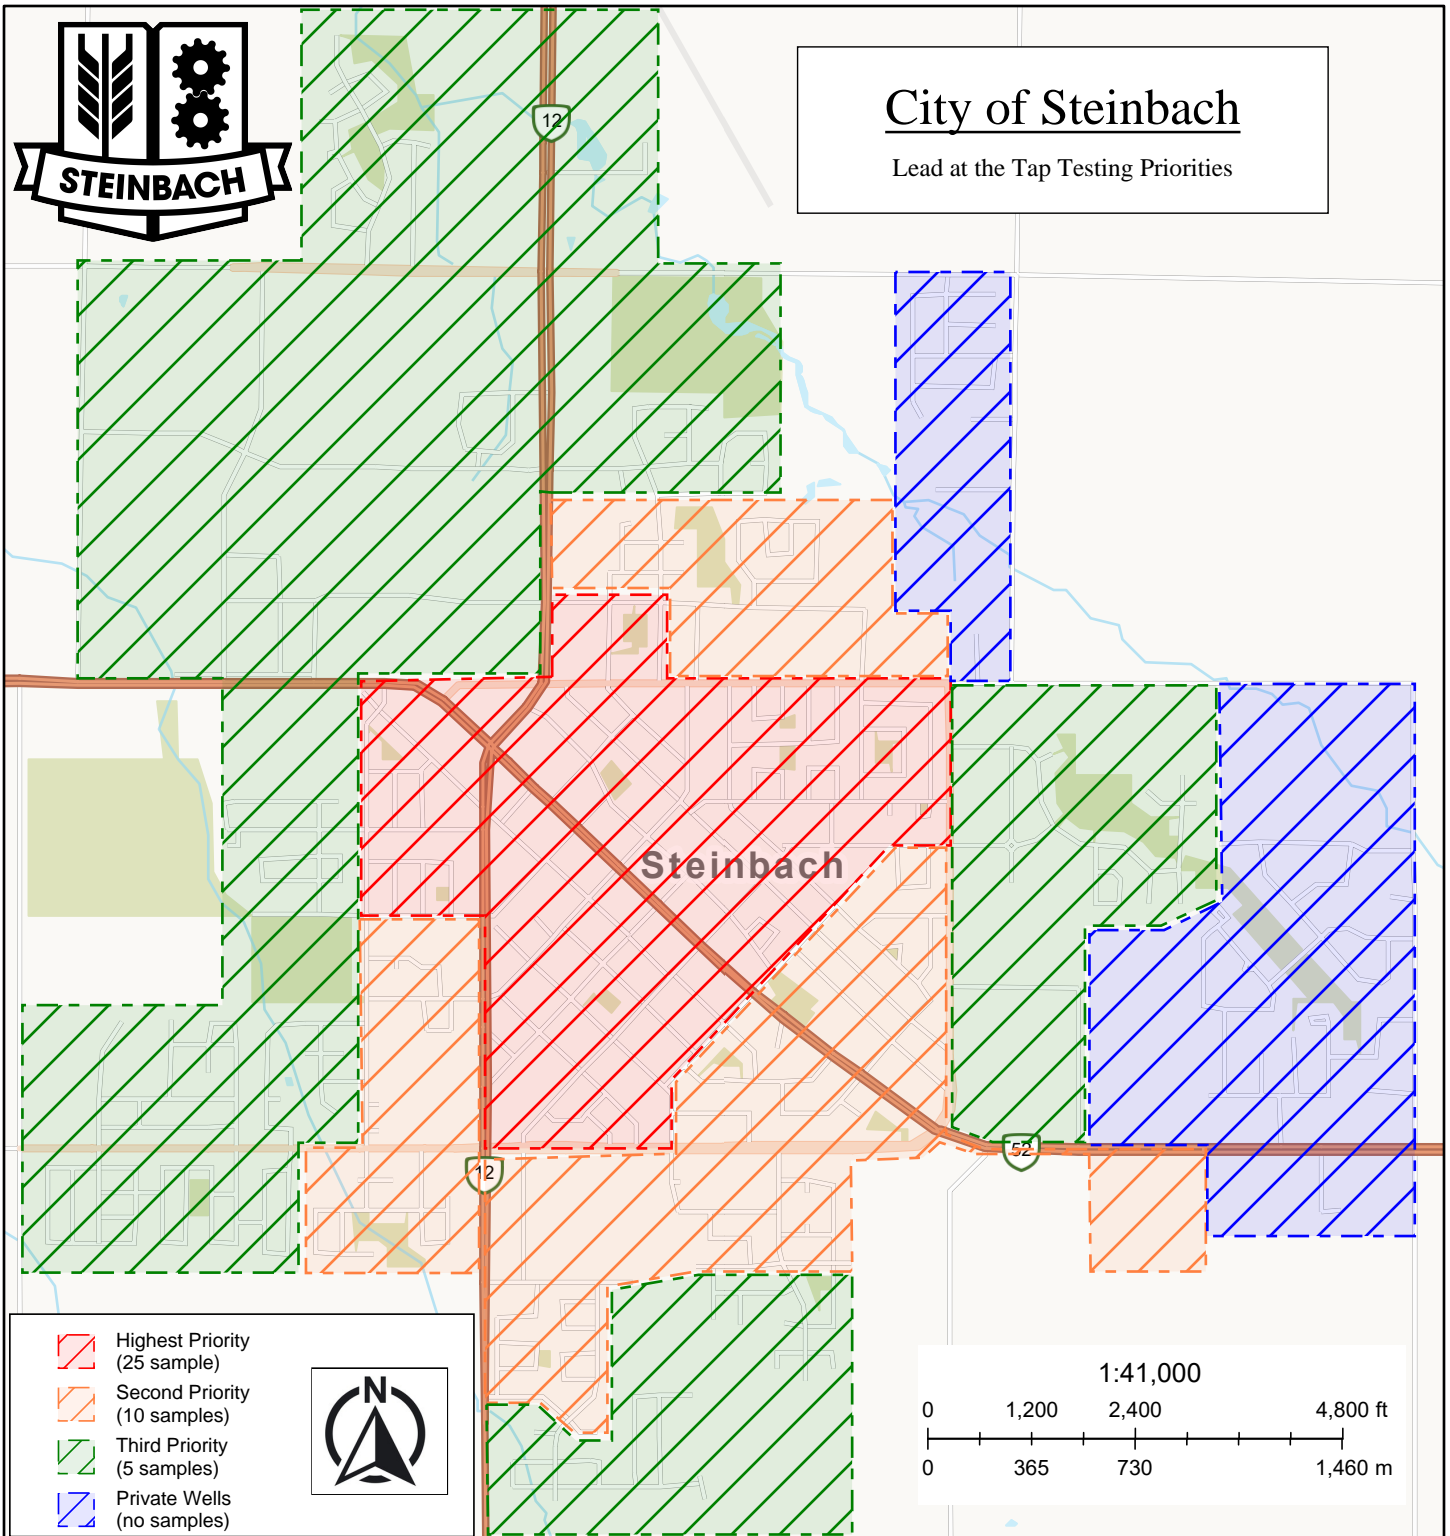 STEINBACH
12
City of Steinbach
Lead at the Tap Testing Priorities
Steinbach
12
52
Highest Priority
(25 sample)
Second Priority
(10 samples)
Third Priority
(5 samples)
Private Wells
(no samples)
N
1:41,000
0 1,200 2,400 4,800 ft
0 365 730 1,460 m